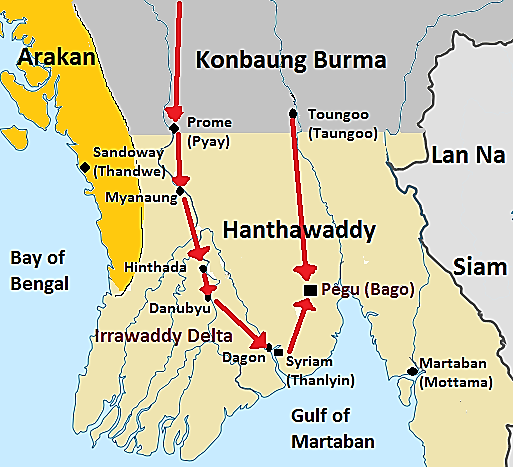 Arakan
Konbaung Burma
Prome
(Pyay)
Toungoo
(Taungoo)
Lan Na
Sandoway
(Thandwe)
Myanaung
Hanthawaddy
Bay of
Bengal
Hinthada
Siam
Pegu (Bago)
Danubyu
Irrawaddy Delta
Dagon
Syriam
(Thanlyin)
Martaban
(Mottama)
Gulf of
Martaban